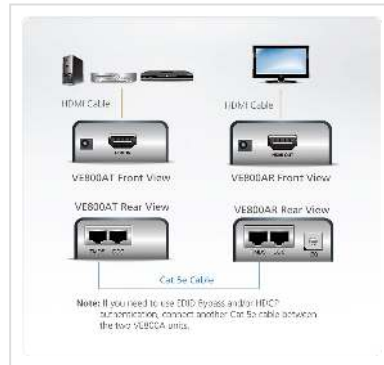 HDMI Cable
HDMI Cable
HDMI OUT
VE800AT Front View
VE800AR Front View
VE800AT Rear View
VE800AR Rear View
Cat 5e Cable
Note: If you need to use EDID Bypass and/or HDCP
authentication, connect another Cat 5e cable between
the two VE800A units.